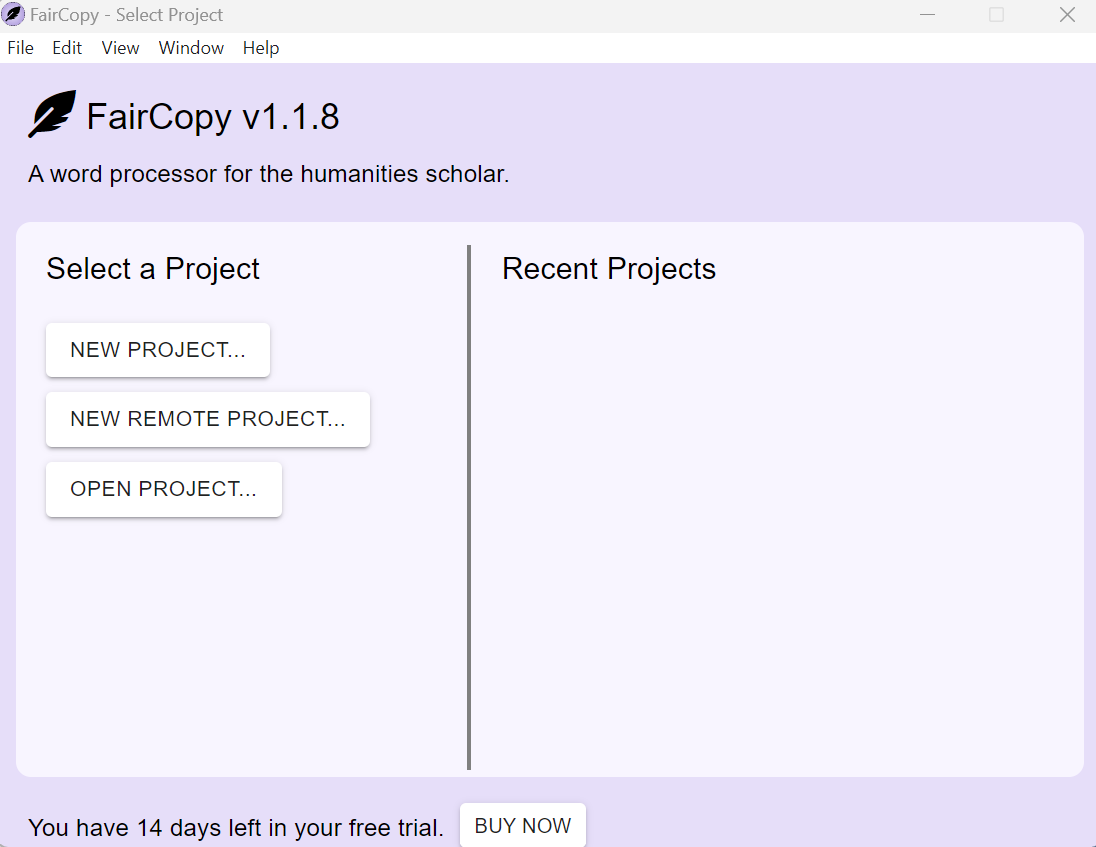 FairCopy - Select Project
File Edit View Window Help
FairCopy v1.1.8
A word processor for the humanities scholar.
Select a Project
NEW PROJECT...
NEW REMOTE PROJECT...
OPEN PROJECT...
Recent Projects
You have 14 days left in your free trial. BUY NOW